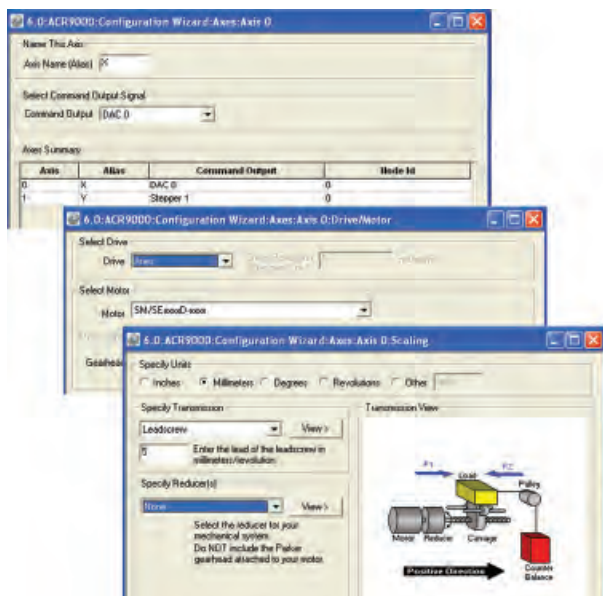 6.0:ACR9000:Configuration Wizard:Axes:Axis 0
Name This Axis
Axis Name (Alias) X
Select Command Output Signal
Command Output DAC 0
Axes Summary
Axis Alias Command Output Node Id
0 X DAC 0 0
1 Y Stepper 1 0
6.0:ACR9000:Configuration Wizard:Axes:Axis 0:Drive/Motor
Select Drive
Drive Aries
Select Motor
Motor SM/SExxxD-xxxx
Gearhead
6.0:ACR9000:Configuration Wizard:Axes:Axis 0:Scaling
Specify Units
Inches Millimeters Degrees Revolutions Other
Specify Transmission
Leadscrew View >
5 Enter the lead of the leadscrew in
millimeters/revolution
Specify Reducer(s)
None View >
Select the reducer for your
mechanical system.
Do NOT include the Parker
gearhead attached to your motor.
Transmission View
Load
Pulley
Motor Reducer Carriage
Positive Direction
Counter
Balance